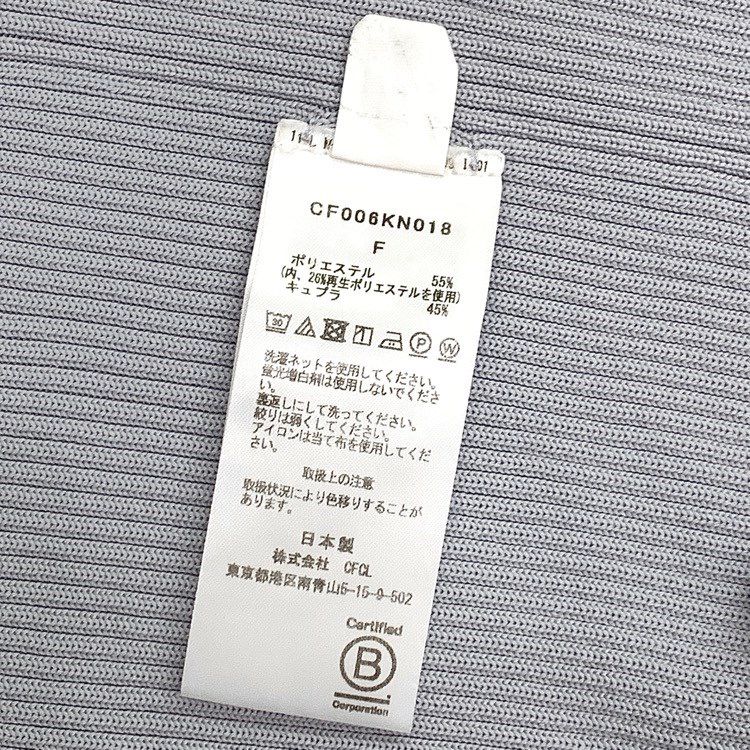 CF006KN018
F
ポリエステル 55%
(内、26%再生ポリエステルを使用)
キュプラ 45%
30
P
W
洗濯ネットを使用してください。
蛍光増白剤は使用しないでくださ
い。
裏返しにして洗ってください。
絞りは弱くしてください。
アイロンは当て布を使用してくだ
さい。
取扱上の注意
取扱状況により色移りすることが
あります。
日本製
株式会社 CFCL
東京都港区南青山5-15-9-502
Certified
B
Corporation